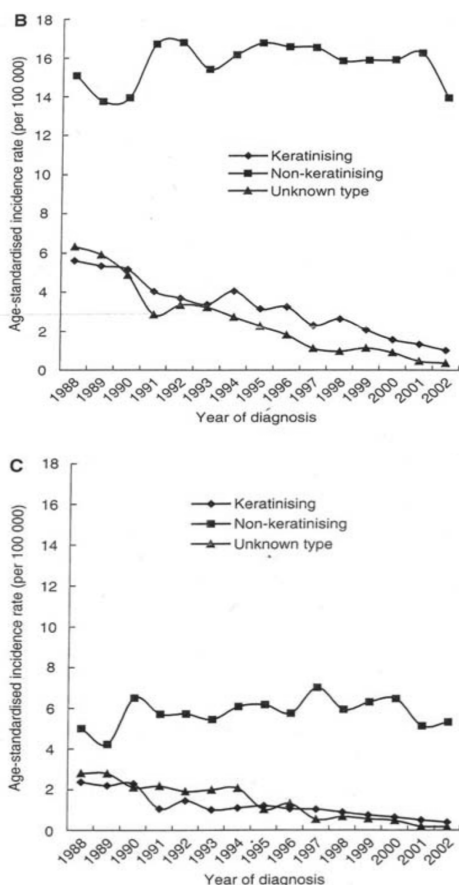 B
Age-standardised incidence rate (per 100 000)
18
16
14
12
10
8
6
4
2
0
Keratinising
Non-keratinising
Unknown type
1988 1989 1990 1991 1992 1993 1994 1995 1996 1997 1998 1999 2000 2001 2002
Year of diagnosis
C
Age-standardised incidence rate (per 100 000)
18
16
14
12
10
8
6
4
2
0
Keratinising
Non-keratinising
Unknown type
1988 1989 1990 1991 1992 1993 1994 1995 1996 1997 1998 1999 2000 2001 2002
Year of diagnosis